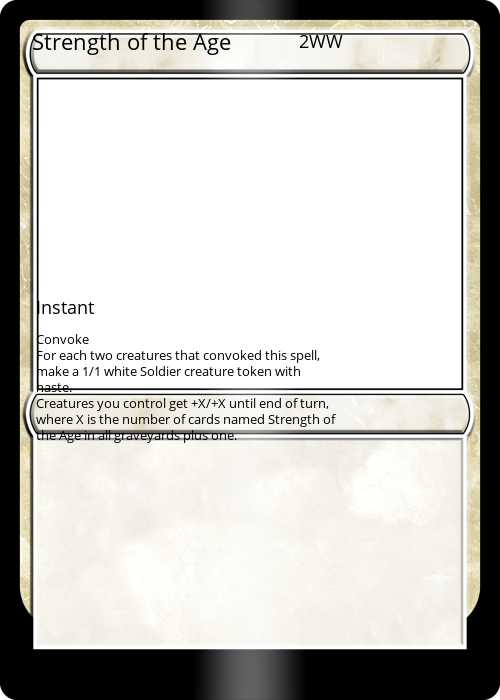 Strength of the Age 2WW
Instant
Convoke
For each two creatures that convoked this spell,
make a 1/1 white Soldier creature token with
haste.
Creatures you control get +X/+X until end of turn,
where X is the number of cards named Strength of
the Age in all graveyards plus one.